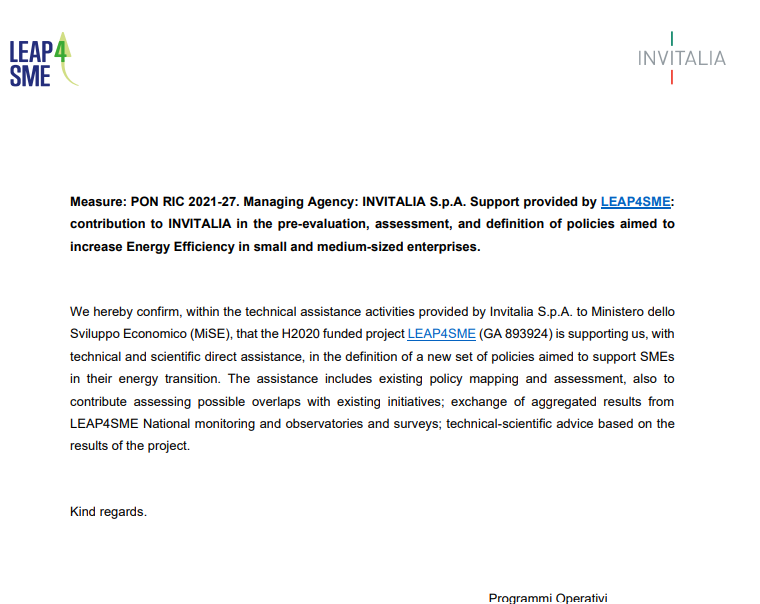 LEAP4
SME
INVITALIA
Measure: PON RIC 2021-27. Managing Agency: INVITALIA S.p.A. Support provided by LEAP4SME:
contribution to INVITALIA in the pre-evaluation, assessment, and definition of policies aimed to
increase Energy Efficiency in small and medium-sized enterprises.
We hereby confirm, within the technical assistance activities provided by Invitalia S.p.A. to Ministero dello
Sviluppo Economico (MiSE), that the H2020 funded project LEAP4SME (GA 893924) is supporting us, with
technical and scientific direct assistance, in the definition of a new set of policies aimed to support SMEs
in their energy transition. The assistance includes existing policy mapping and assessment, also to
contribute assessing possible overlaps with existing initiatives; exchange of aggregated results from
LEAP4SME National monitoring and observatories and surveys; technical-scientific advice based on the
results of the project.
Kind regards.
Programmi Operativi